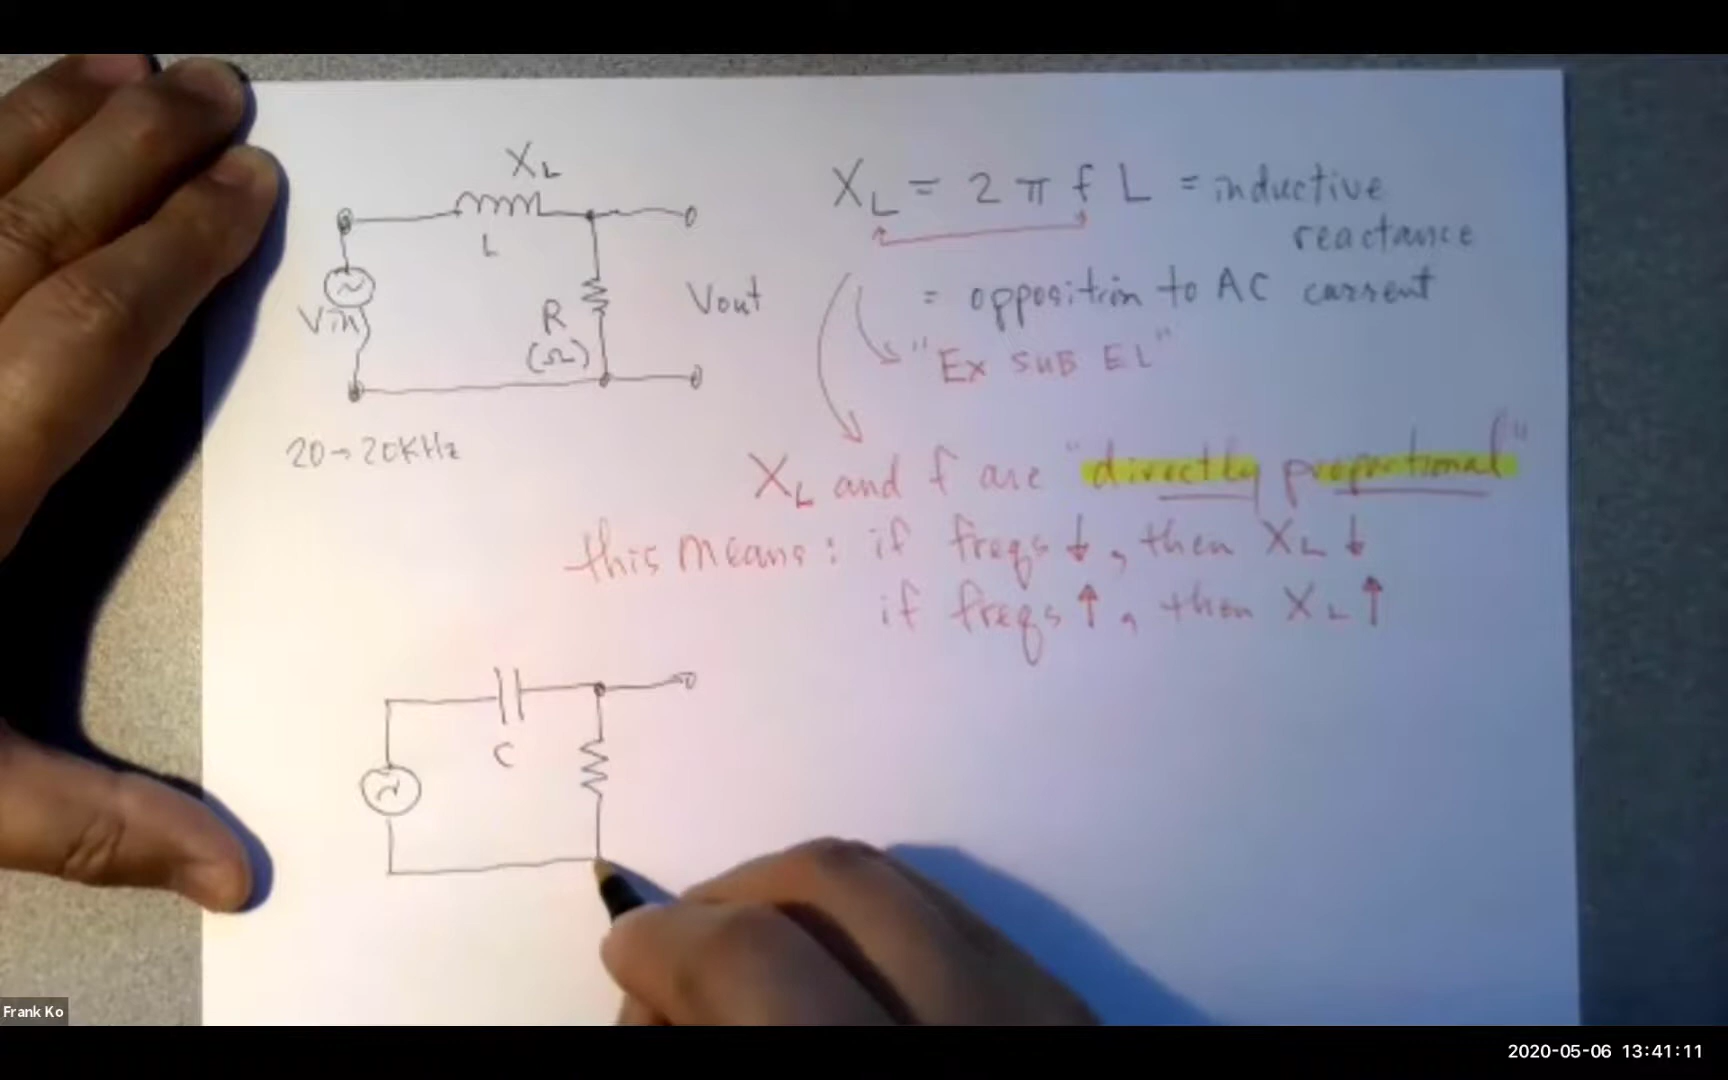 XL
L
Vin
R
(Ω)
Vout
20→20KHz
XL = 2 π f L = inductive
reactance
= opposition to AC current
"Ex SUB EL"
XL and f are "directly proportional"
this means: if freqs ↓, then XL ↓
if freqs ↑, then XL ↑
C
Frank Ko
2020-05-06 13:41:11